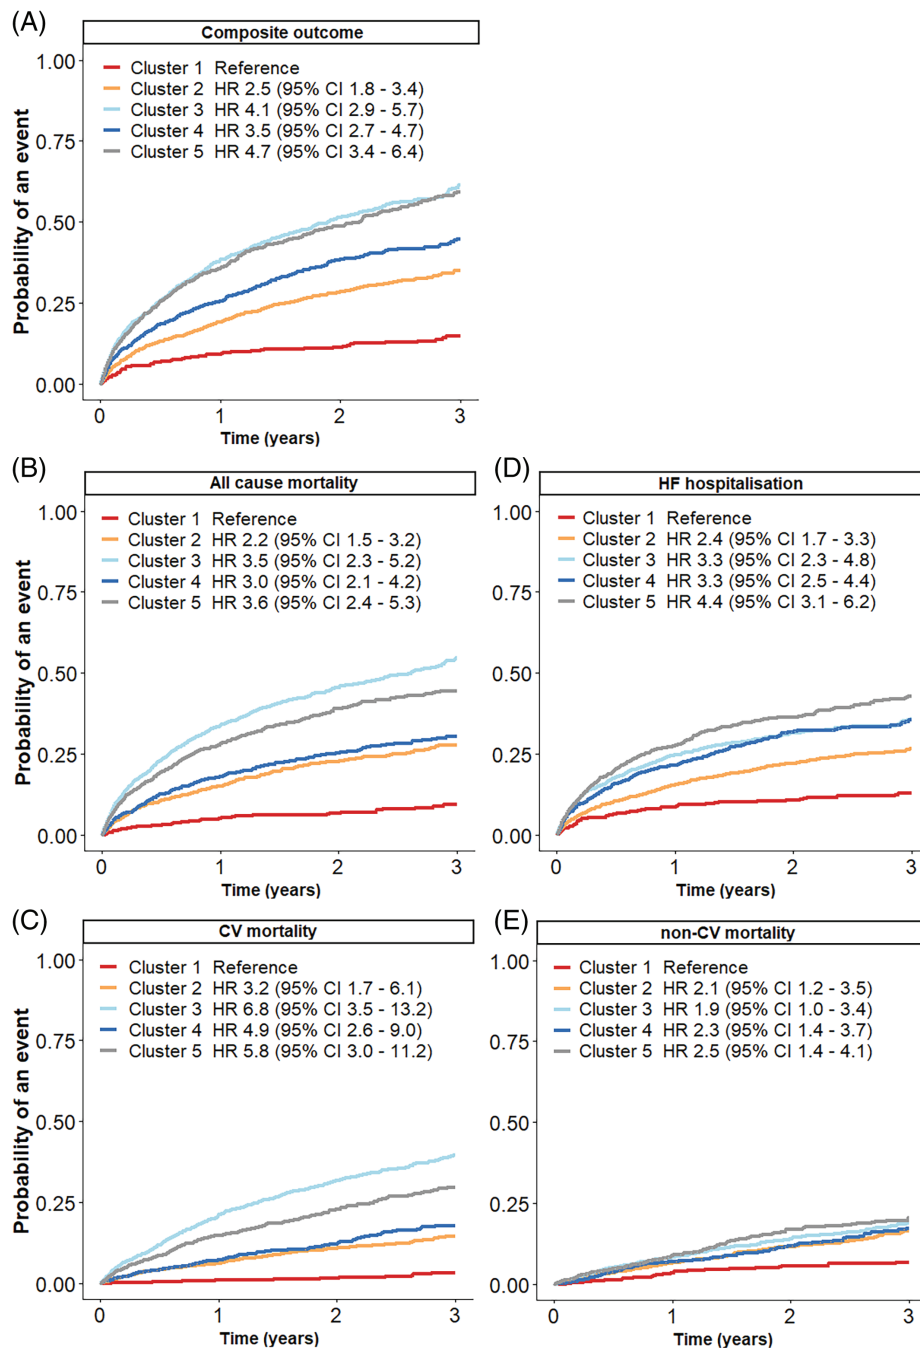 (A)
Composite outcome
Probability of an event
1.00
0.75
0.50
0.25
0.00
Cluster 1 Reference
Cluster 2 HR 2.5 (95% CI 1.8 - 3.4)
Cluster 3 HR 4.1 (95% CI 2.9 - 5.7)
Cluster 4 HR 3.5 (95% CI 2.7 - 4.7)
Cluster 5 HR 4.7 (95% CI 3.4 - 6.4)
0 1 2 3
Time (years)
(B)
All cause mortality
Probability of an event
1.00
0.75
0.50
0.25
0.00
Cluster 1 Reference
Cluster 2 HR 2.2 (95% CI 1.5 - 3.2)
Cluster 3 HR 3.5 (95% CI 2.3 - 5.2)
Cluster 4 HR 3.0 (95% CI 2.1 - 4.2)
Cluster 5 HR 3.6 (95% CI 2.4 - 5.3)
0 1 2 3
Time (years)
(D)
HF hospitalisation
1.00
0.75
0.50
0.25
0.00
Cluster 1 Reference
Cluster 2 HR 2.4 (95% CI 1.7 - 3.3)
Cluster 3 HR 3.3 (95% CI 2.3 - 4.8)
Cluster 4 HR 3.3 (95% CI 2.5 - 4.4)
Cluster 5 HR 4.4 (95% CI 3.1 - 6.2)
0 1 2 3
Time (years)
(C)
CV mortality
Probability of an event
1.00
0.75
0.50
0.25
0.00
Cluster 1 Reference
Cluster 2 HR 3.2 (95% CI 1.7 - 6.1)
Cluster 3 HR 6.8 (95% CI 3.5 - 13.2)
Cluster 4 HR 4.9 (95% CI 2.6 - 9.0)
Cluster 5 HR 5.8 (95% CI 3.0 - 11.2)
0 1 2 3
Time (years)
(E)
non-CV mortality
1.00
0.75
0.50
0.25
0.00
Cluster 1 Reference
Cluster 2 HR 2.1 (95% CI 1.2 - 3.5)
Cluster 3 HR 1.9 (95% CI 1.0 - 3.4)
Cluster 4 HR 2.3 (95% CI 1.4 - 3.7)
Cluster 5 HR 2.5 (95% CI 1.4 - 4.1)
0 1 2 3
Time (years)